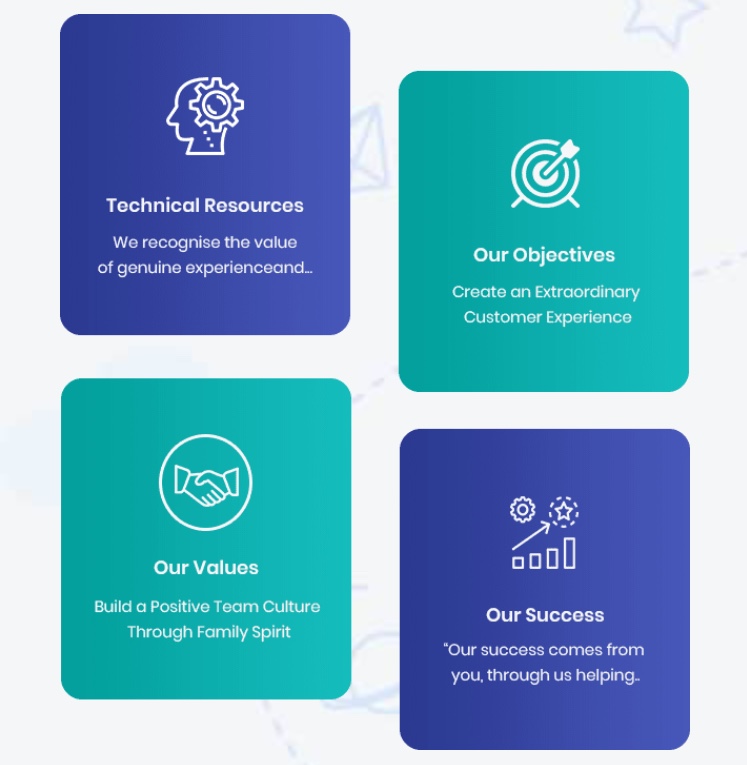 Technical Resources
We recognise the value
of genuine experienceand...
Our Objectives
Create an Extraordinary
Customer Experience
Our Values
Build a Positive Team Culture
Through Family Spirit
Our Success
“Our success comes from
you, through us helping..